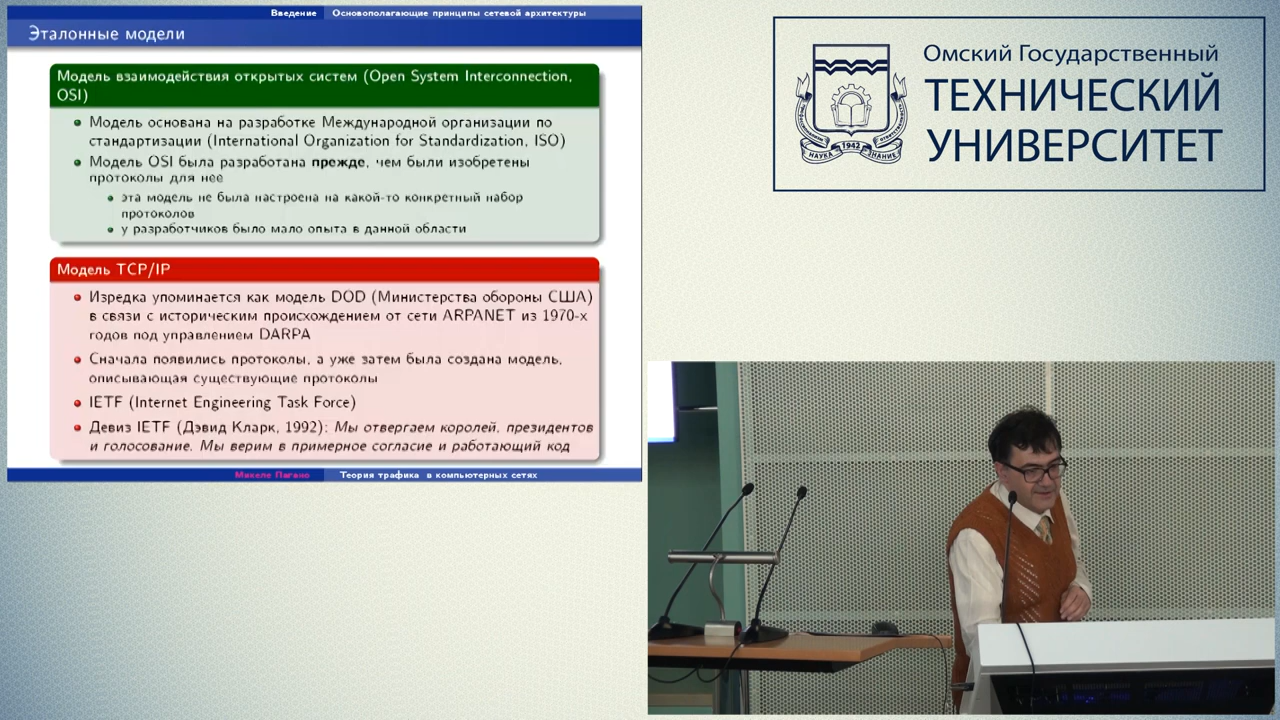 Введение Основополагающие принципы сетевой архитектуры
Эталонные модели
Модель взаимодействия открытых систем (Open System Interconnection,
OSI)
Модель основана на разработке Международной организации по
стандартизации (International Organization for Standardization, ISO)
Модель OSI была разработана прежде, чем были изобретены
протоколы для нее
эта модель не была настроена на какой-то конкретный набор
протоколов
у разработчиков было мало опыта в данной области
Модель TCP/IP
Изредка упоминается как модель DOD (Министерства обороны США)
в связи с историческим происхождением от сети ARPANET из 1970-х
годов под управлением DARPA
Сначала появились протоколы, а уже затем была создана модель,
описывающая существующие протоколы
IETF (Internet Engineering Task Force)
Девиз IETF (Дэвид Кларк, 1992): Мы отвергаем королей, президентов
и голосование. Мы верим в примерное согласие и работающий код
Микеле Пагано Теория трафика в компьютерных сетях
Омский Государственный
ТЕХНИЧЕСКИЙ
УНИВЕРСИТЕТ
НАУКА 1942 ЗНАНИЕ